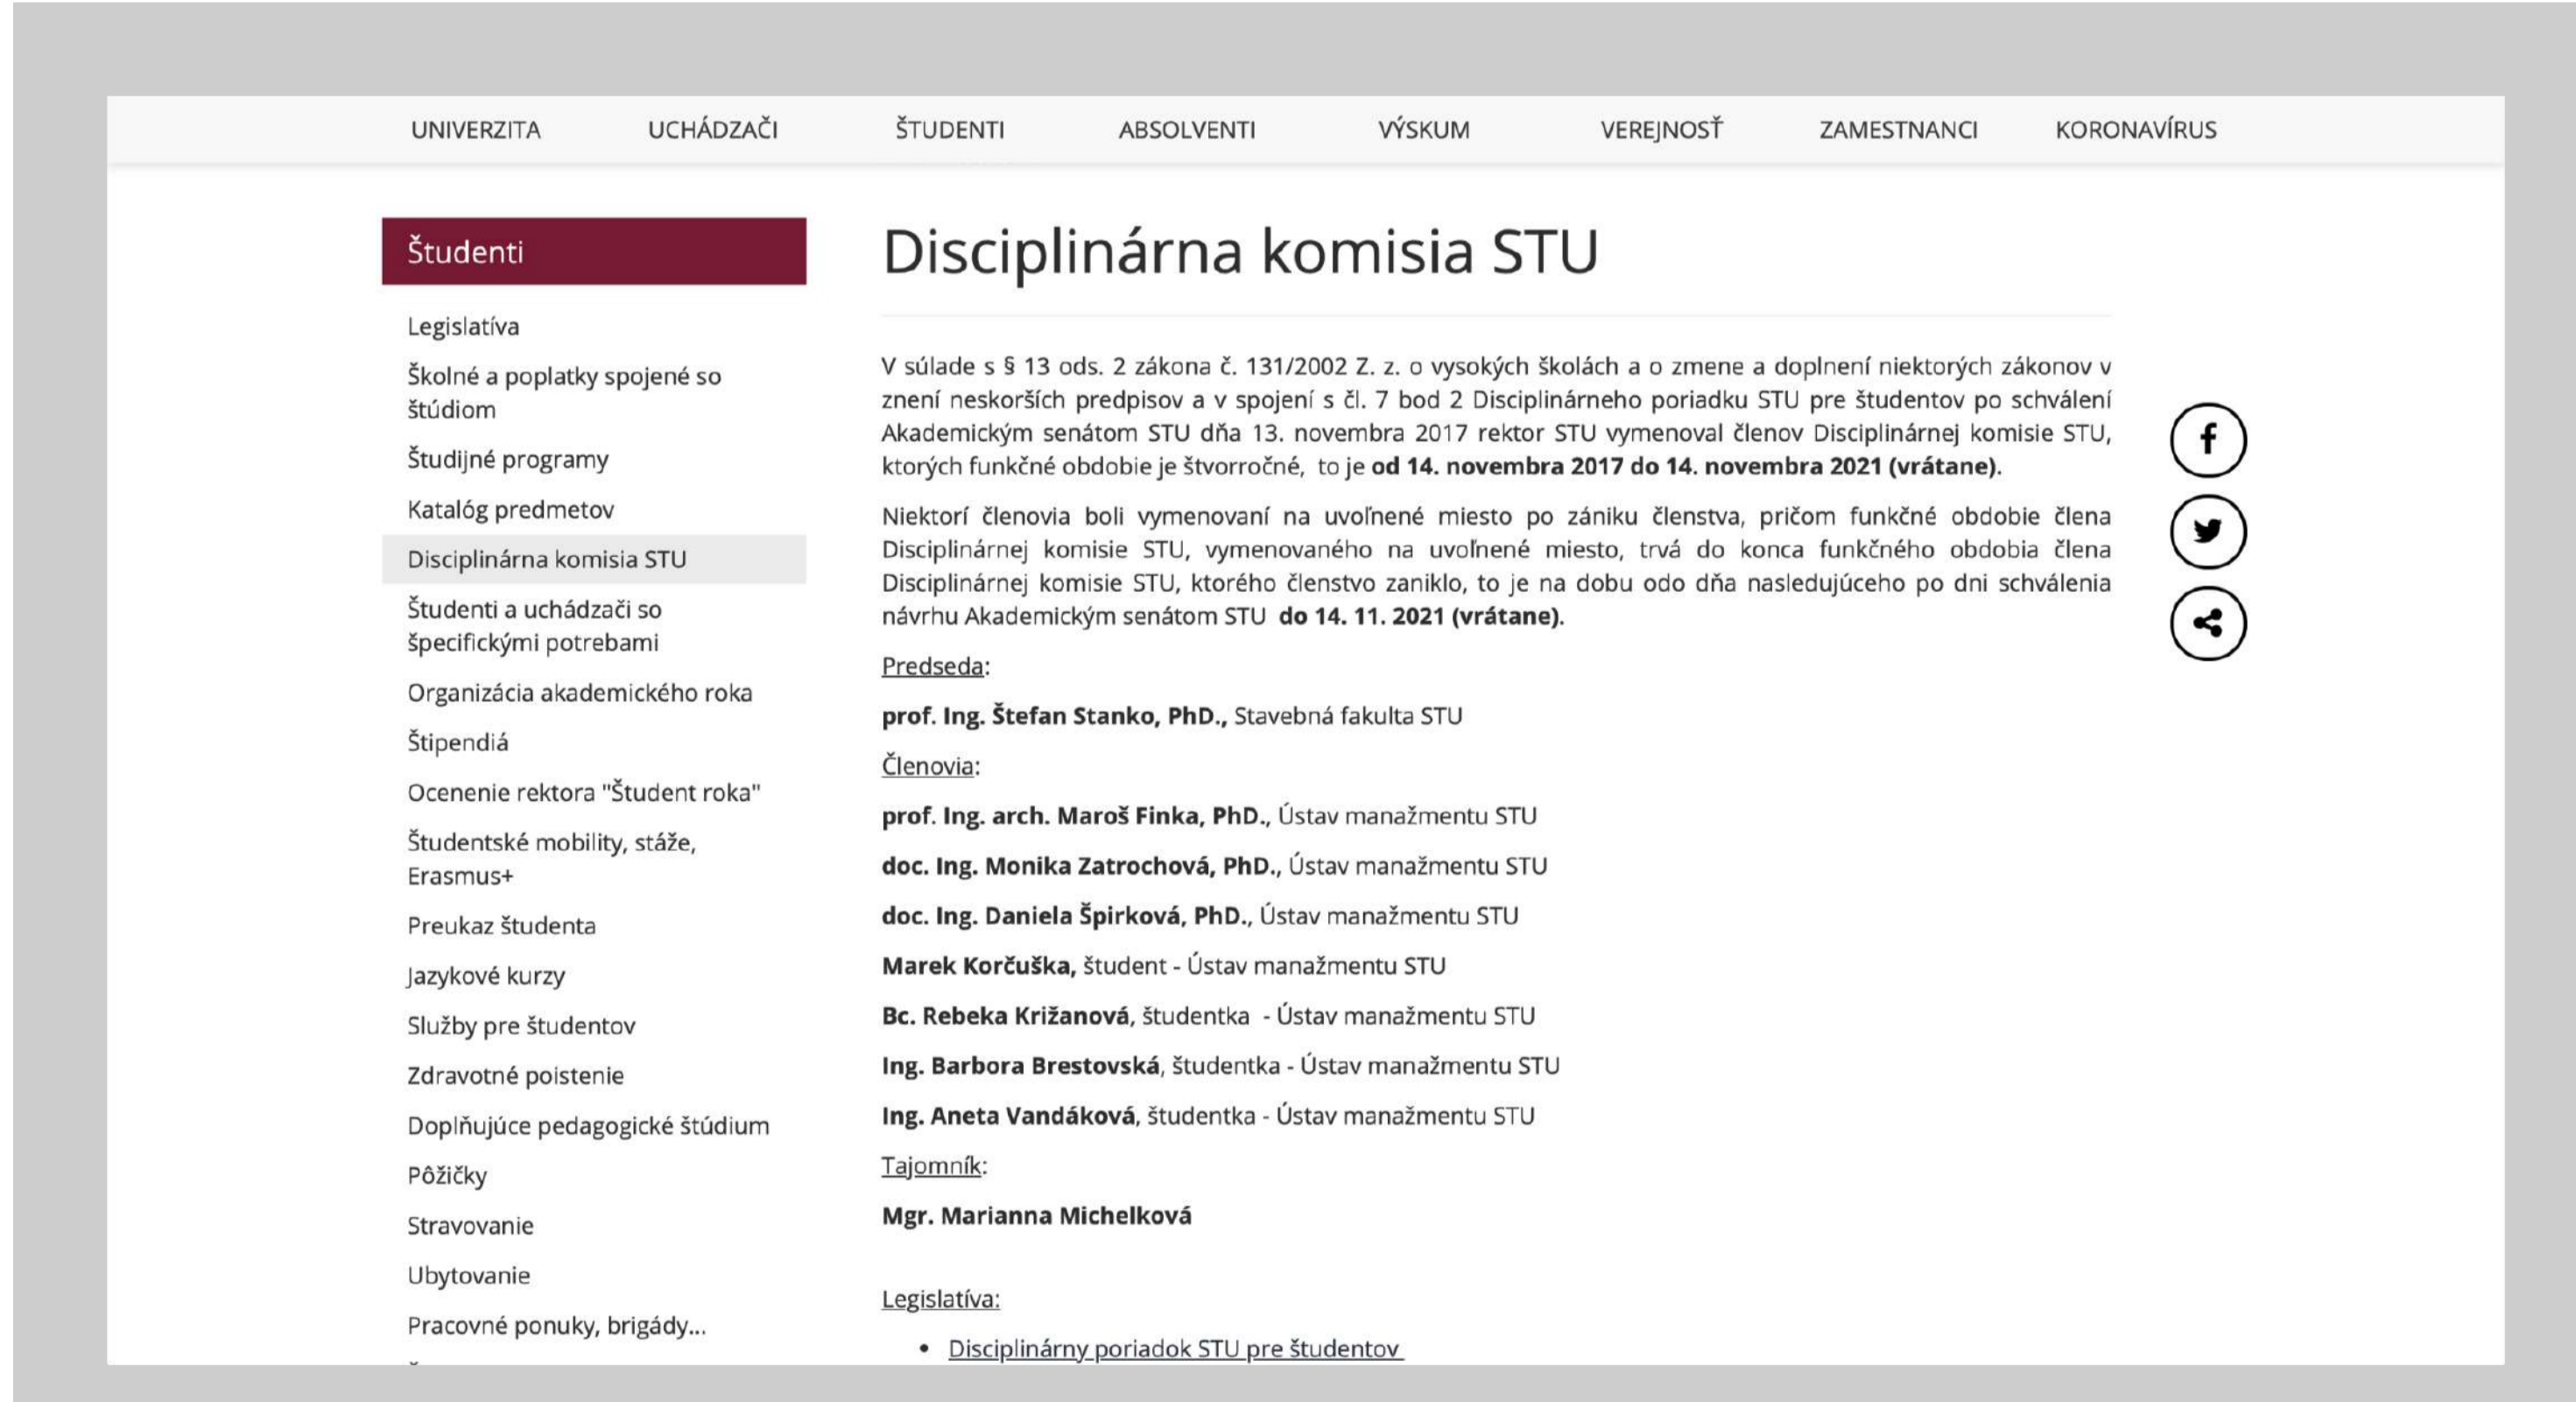 UNIVERZITA UCHÁDZAČI ŠTUDENTI ABSOLVENTI VÝSKUM VEREJNOSŤ ZAMESTNANCI KORONAVÍRUS
Študenti
Legislatíva
Školné a poplatky spojené so
štúdiom
Študijné programy
Katalóg predmetov
Disciplinárna komisia STU
Študenti a uchádzači so
špecifickými potrebami
Organizácia akademického roka
Štipendiá
Ocenenie rektora "Študent roka"
Študentské mobility, stáže,
Erasmus+
Preukaz študenta
Jazykové kurzy
Služby pre študentov
Zdravotné poistenie
Doplňujúce pedagogické štúdium
Pôžičky
Stravovanie
Ubytovanie
Pracovné ponuky, brigády...
Disciplinárna komisia STU
V súlade s § 13 ods. 2 zákona č. 131/2002 Z. z. o vysokých školách a o zmene a doplnení niektorých zákonov v
znení neskorších predpisov a v spojení s čl. 7 bod 2 Disciplinárneho poriadku STU pre študentov po schválení
Akademickým senátom STU dňa 13. novembra 2017 rektor STU vymenoval členov Disciplinárnej komisie STU,
ktorých funkčné obdobie je štvorročné, to je od 14. novembra 2017 do 14. novembra 2021 (vrátane).
Niektorí členovia boli vymenovaní na uvoľnené miesto po zániku členstva, pričom funkčné obdobie člena
Disciplinárnej komisie STU, vymenovaného na uvoľnené miesto, trvá do konca funkčného obdobia člena
Disciplinárnej komisie STU, ktorého členstvo zaniklo, to je na dobu odo dňa nasledujúceho po dni schválenia
návrhu Akademickým senátom STU do 14. 11. 2021 (vrátane).
Predseda:
prof. Ing. Štefan Stanko, PhD., Stavebná fakulta STU
Členovia:
prof. Ing. arch. Maroš Finka, PhD., Ústav manažmentu STU
doc. Ing. Monika Zatrochová, PhD., Ústav manažmentu STU
doc. Ing. Daniela Špirková, PhD., Ústav manažmentu STU
Marek Korčuška, študent - Ústav manažmentu STU
Bc. Rebeka Križanová, študentka - Ústav manažmentu STU
Ing. Barbora Brestovská, študentka - Ústav manažmentu STU
Ing. Aneta Vandáková, študentka - Ústav manažmentu STU
Tajomník:
Mgr. Marianna Michelková
Legislatíva:
• Disciplinárny poriadok STU pre študentov